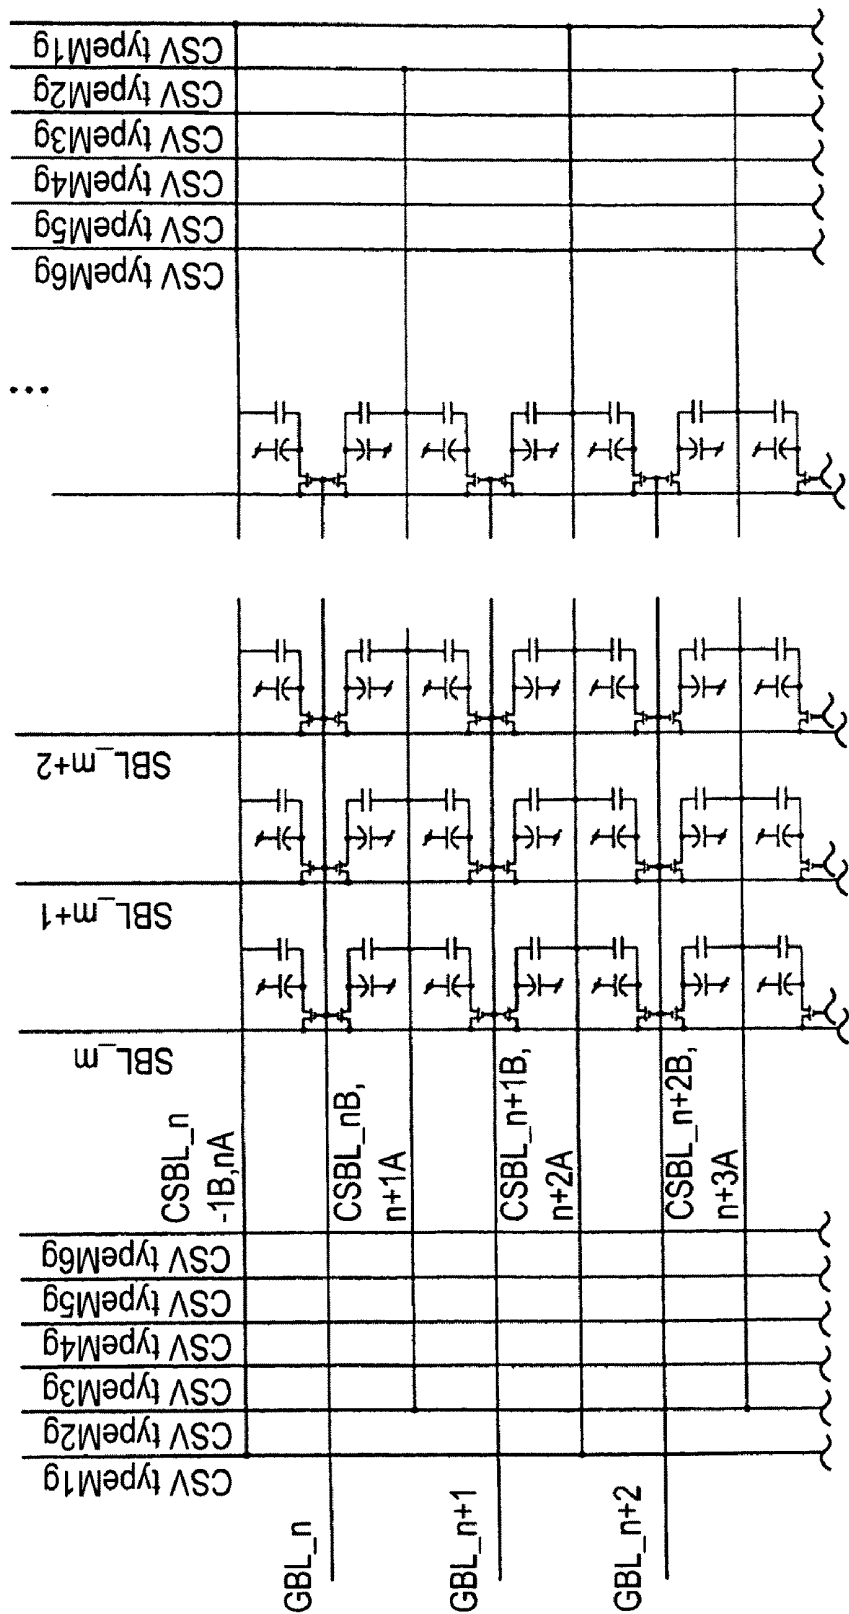 CSV typeM1g
CSV typeM2g
CSV typeM3g
CSV typeM4g
CSV typeM5g
CSV typeM6g
...
SBL_m+2
SBL_m+1
SBL_m
CSBL_n
-1B,nA
CSBL_nB,
n+1A
CSBL_n+1B,
n+2A
CSBL_n+2B,
n+3A
CSV typeM6g
CSV typeM5g
CSV typeM4g
CSV typeM3g
CSV typeM2g
CSV typeM1g
GBL_n
GBL_n+1
GBL_n+2